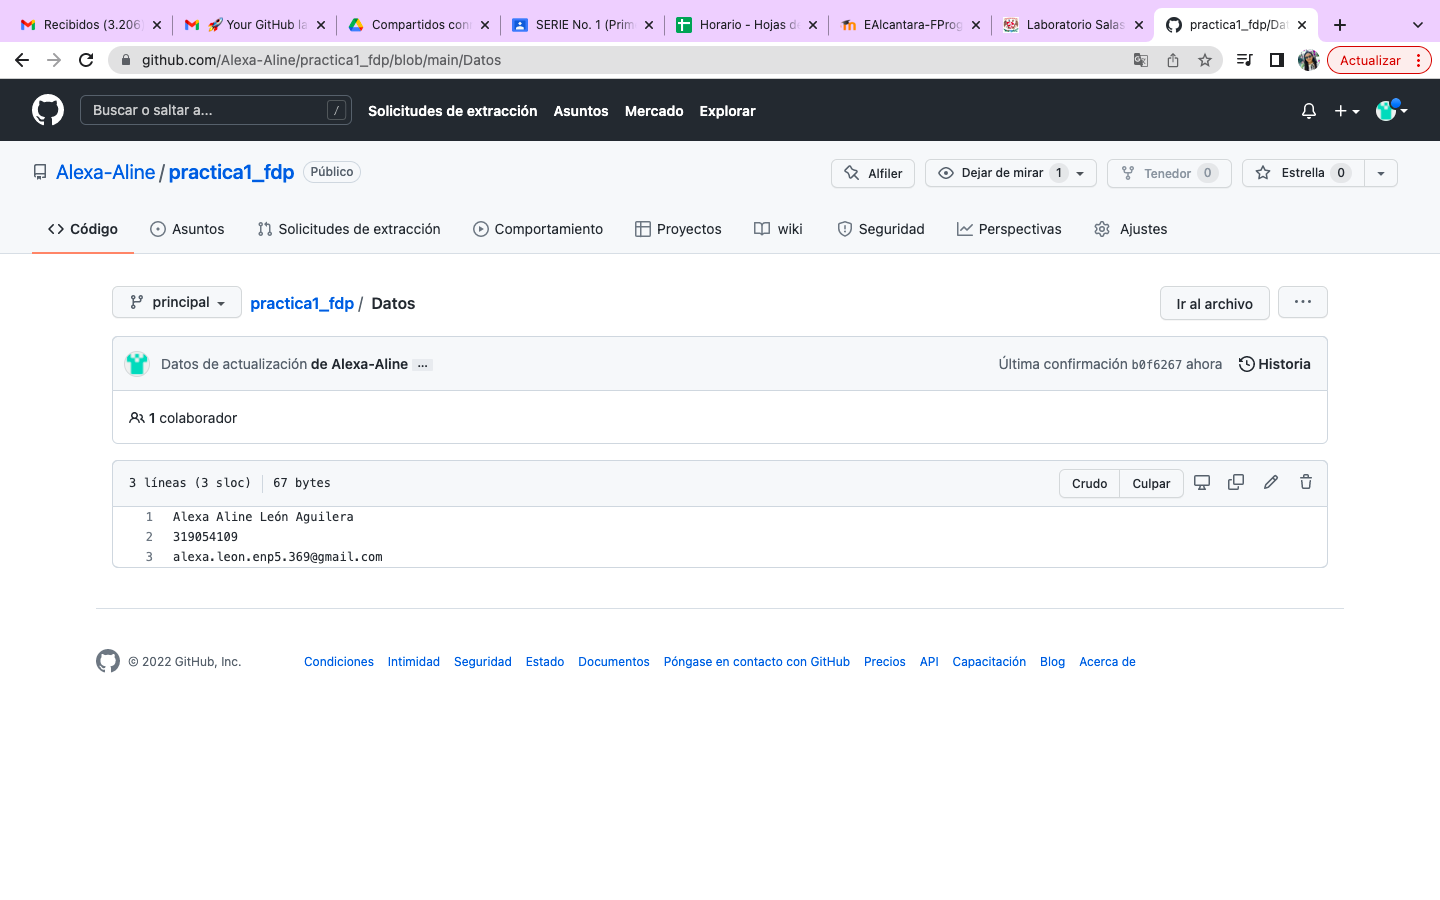 Recibidos (3.206
🚀 Your GitHub la
Compartidos con
SERIE No. 1 (Prim
Horario - Hojas de
EAlcantara-FProg
Laboratorio Salas
practica1_fdp/Dat
github.com/Alexa-Aline/practica1_fdp/blob/main/Datos
Actualizar
Buscar o saltar a...
/
Solicitudes de extracción
Asuntos
Mercado
Explorar
Alexa-Aline / practica1_fdp
Público
Alfiler
Dejar de mirar 1
Tenedor 0
Estrella 0
Código
Asuntos
Solicitudes de extracción
Comportamiento
Proyectos
wiki
Seguridad
Perspectivas
Ajustes
principal
practica1_fdp / Datos
Ir al archivo
...
Datos de actualización de Alexa-Aline ...
Última confirmación b0f6267 ahora
Historia
1 colaborador
3 líneas (3 sloc)
67 bytes
Crudo
Culpar
1 Alexa Aline León Aguilera
2 319054109
3 alexa.leon.enp5.369@gmail.com
© 2022 GitHub, Inc.
Condiciones
Intimidad
Seguridad
Estado
Documentos
Póngase en contacto con GitHub
Precios
API
Capacitación
Blog
Acerca de